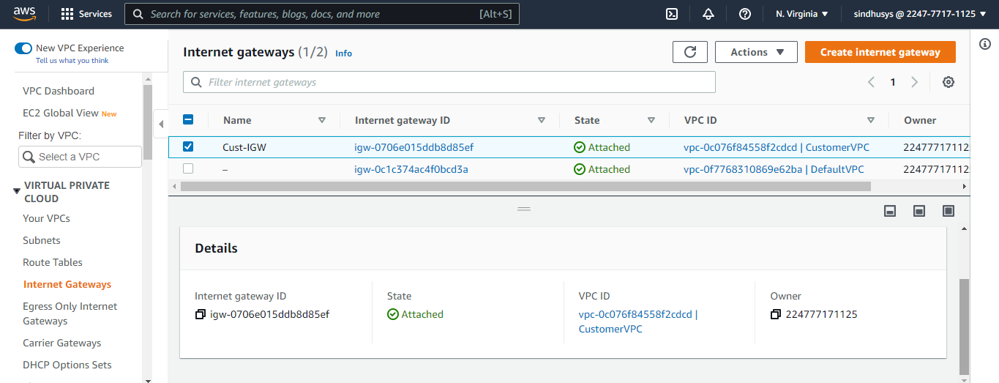 aws
Services
Search for services, features, blogs, docs, and more
[Alt+S]
N. Virginia
sindhusys @ 2247-7717-1125
New VPC Experience
Tell us what you think
VPC Dashboard
EC2 Global View New
Filter by VPC:
Select a VPC
VIRTUAL PRIVATE
CLOUD
Your VPCs
Subnets
Route Tables
Internet Gateways
Egress Only Internet
Gateways
Carrier Gateways
DHCP Options Sets
Internet gateways (1/2) Info
Actions
Create internet gateway
Filter internet gateways
1
Name Internet gateway ID State VPC ID Owner
Cust-IGW igw-0706e015ddb8d85ef Attached vpc-0c076f84558f2cdcd | CustomerVPC 224777171125
– igw-0c1c374ac4f0bcd3a Attached vpc-0f7768310869e62ba | DefaultVPC 224777171125
Details
Internet gateway ID
igw-0706e015ddb8d85ef
State
Attached
VPC ID
vpc-0c076f84558f2cdcd |
CustomerVPC
Owner
224777171125